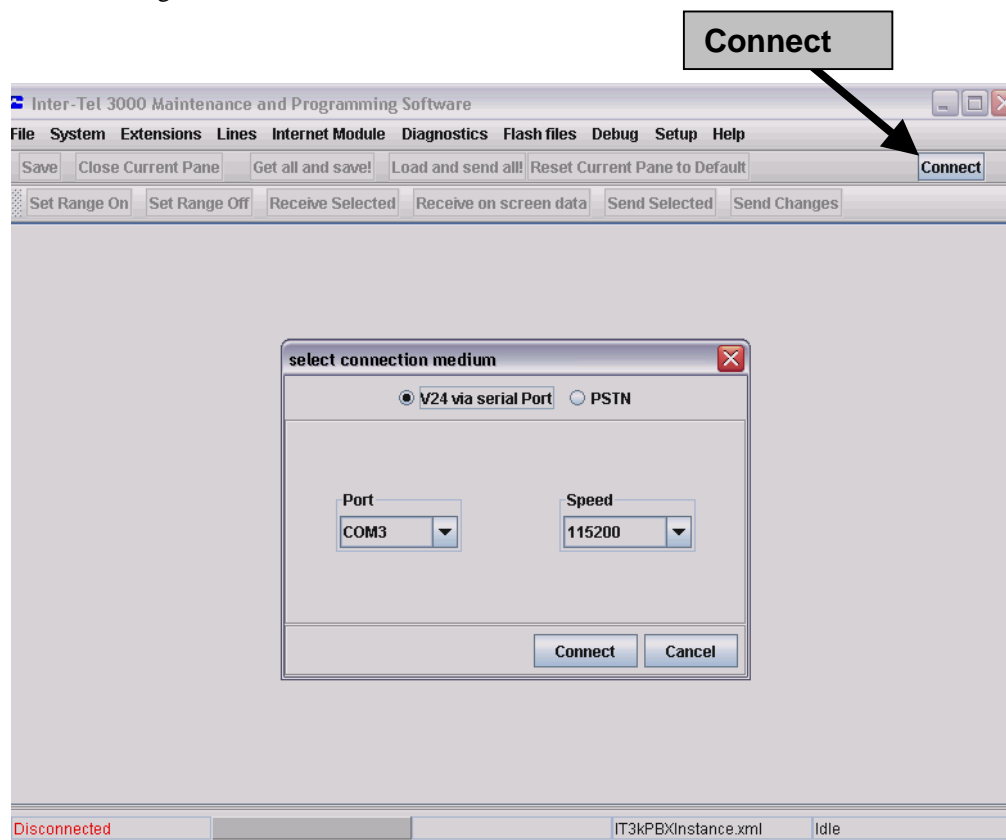 Connect
Inter-Tel 3000 Maintenance and Programming Software
File System Extensions Lines Internet Module Diagnostics Flash files Debug Setup Help
Save Close Current Pane Get all and save! Load and send all! Reset Current Pane to Default Connect
Set Range On Set Range Off Receive Selected Receive on screen data Send Selected Send Changes
select connection medium
V24 via serial Port PSTN
Port Speed
COM3 115200
Connect Cancel
Disconnected IT3kPBXInstance.xml Idle